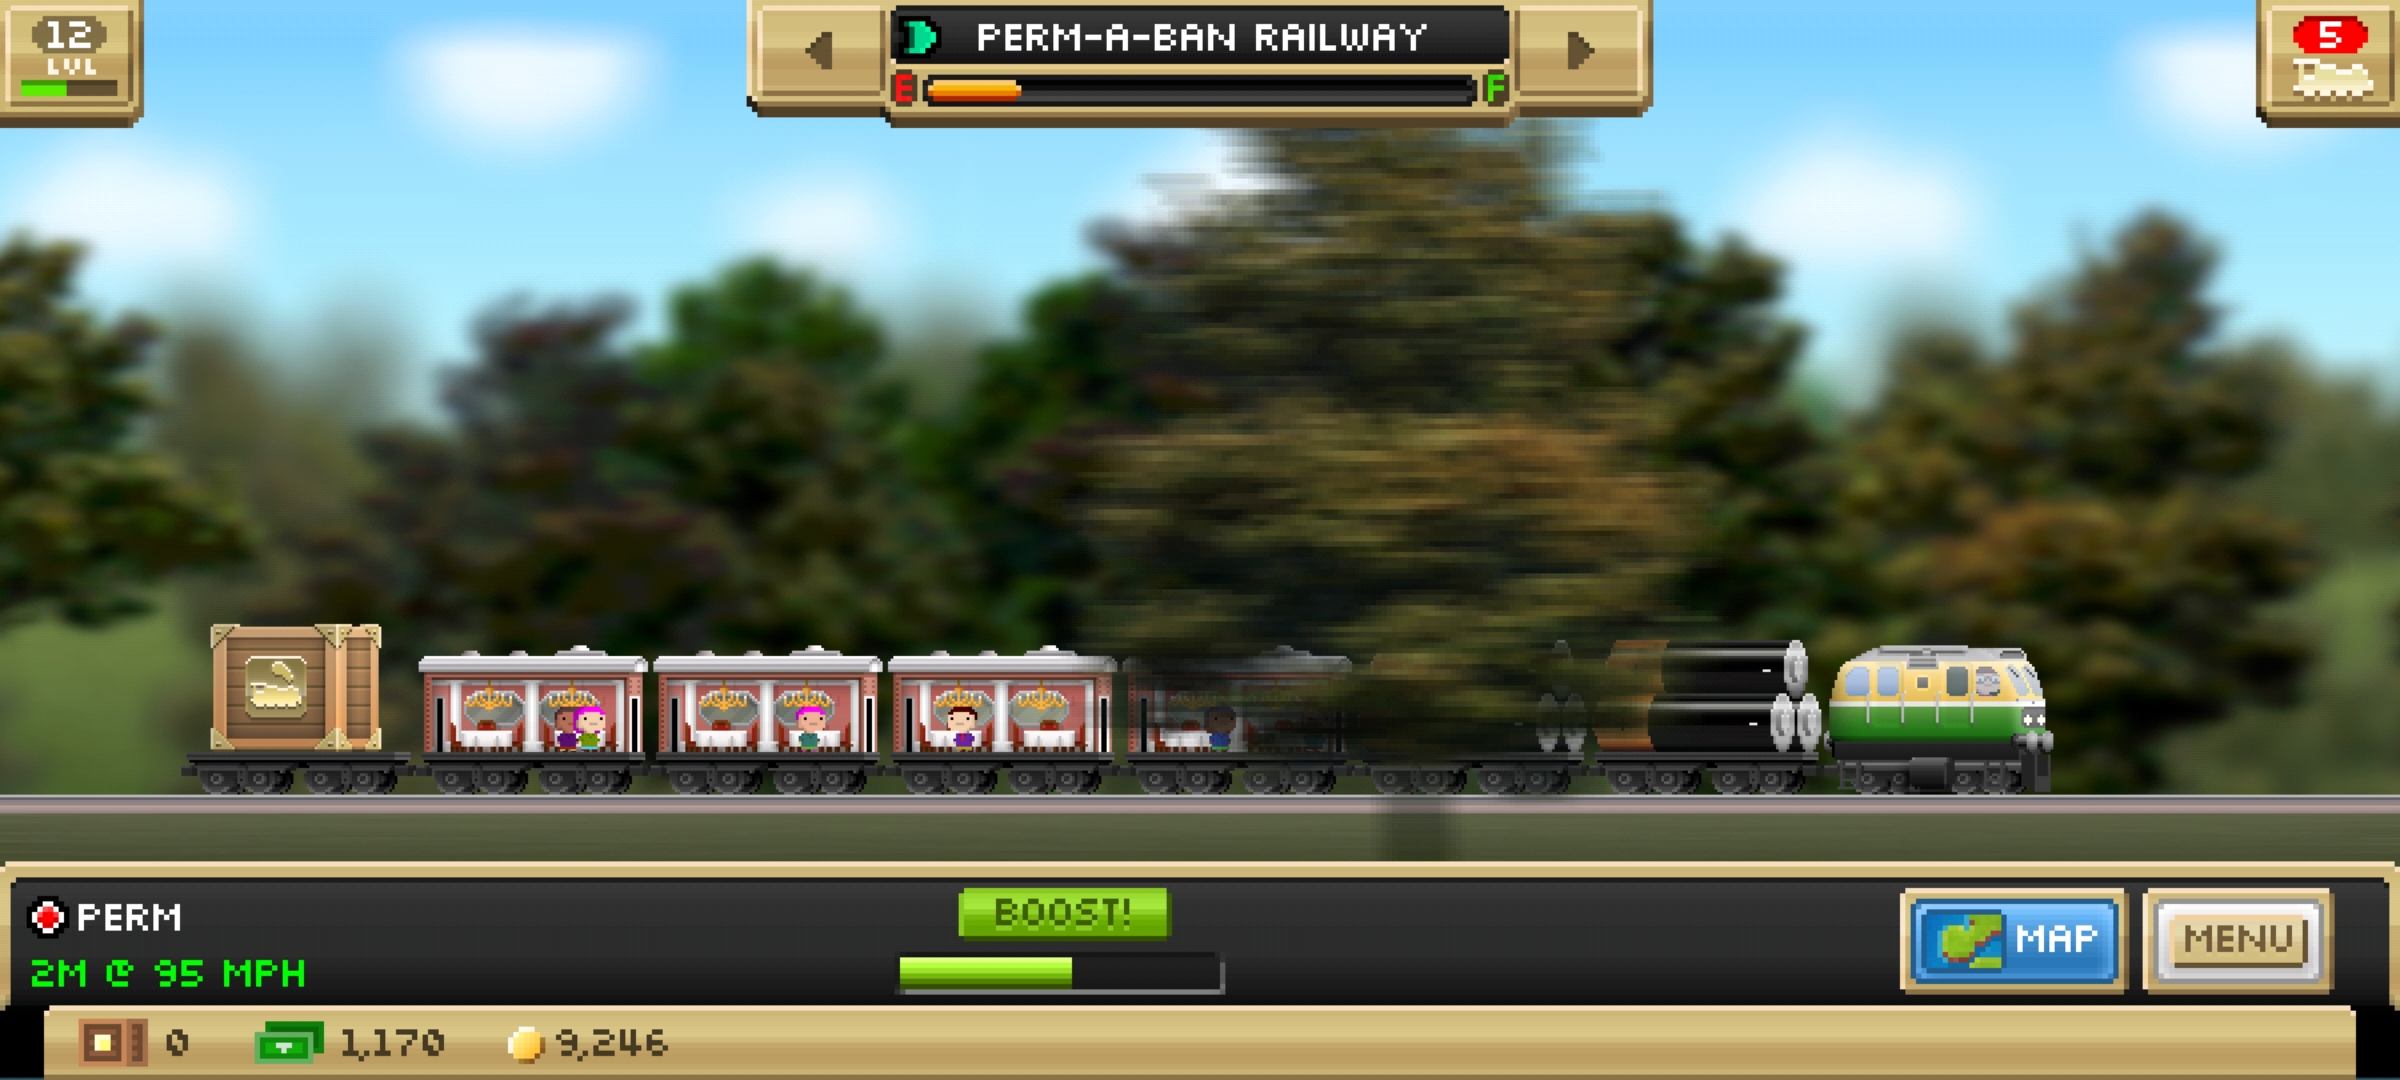 12
LVL
PERM-A-BAN RAILWAY
E
F
5
PERM
2M @ 95 MPH
BOOST!
MAP
MENU
0
1,170
9,246